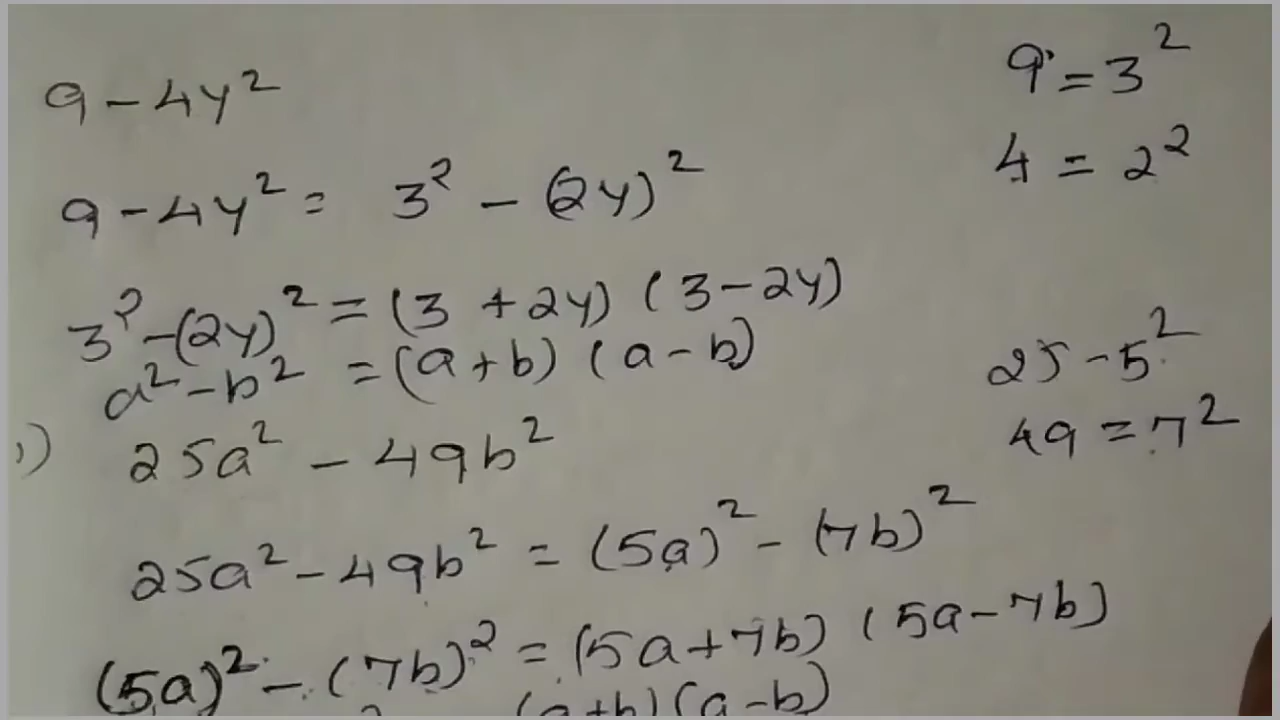 9 - 4y²
9 = 3²
4 = 2²
9 - 4y² = 3² - (2y)²
3² - (2y)² = (3 + 2y) (3 - 2y)
a² - b² = (a + b) (a - b)
25 - 5²
49 = 7²
1) 25a² - 49b²
25a² - 49b² = (5a)² - (7b)²
(5a)² - (7b)² = (5a + 7b) (5a - 7b)
(a+b) (a-b)